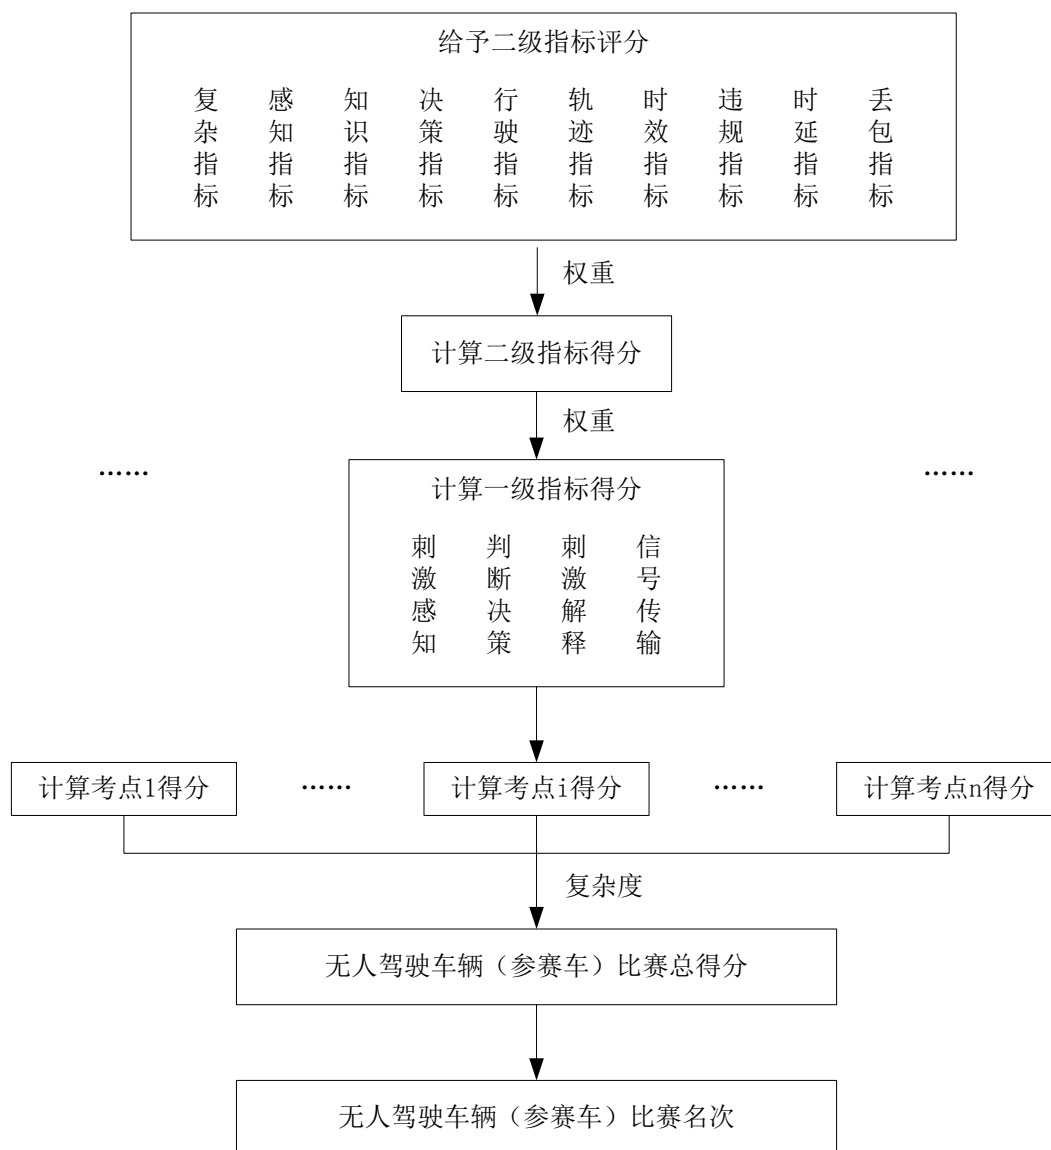 给予二级指标评分
复杂指标
感知指标
知识指标
决策指标
行驶指标
轨迹指标
时效指标
违规指标
时延指标
丢包指标
权重
计算二级指标得分
权重
……
……
计算一级指标得分
刺激感知
判断决策
刺激解释
信号传输
计算考点1得分
……
计算考点i得分
……
计算考点n得分
复杂度
无人驾驶车辆（参赛车）比赛总得分
无人驾驶车辆（参赛车）比赛名次